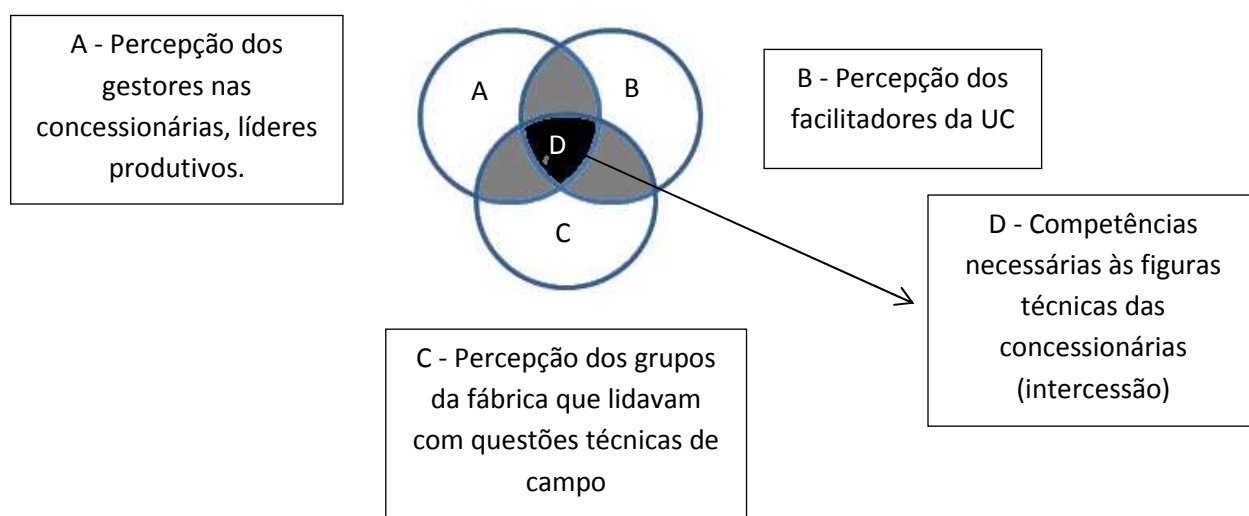 A - Percepção dos
gestores nas
concessionárias, líderes
produtivos.
A
B
D
C
B - Percepção dos
facilitadores da UC
D - Competências
necessárias às figuras
técnicas das
concessionárias
(intercessão)
C - Percepção dos grupos
da fábrica que lidavam
com questões técnicas de
campo